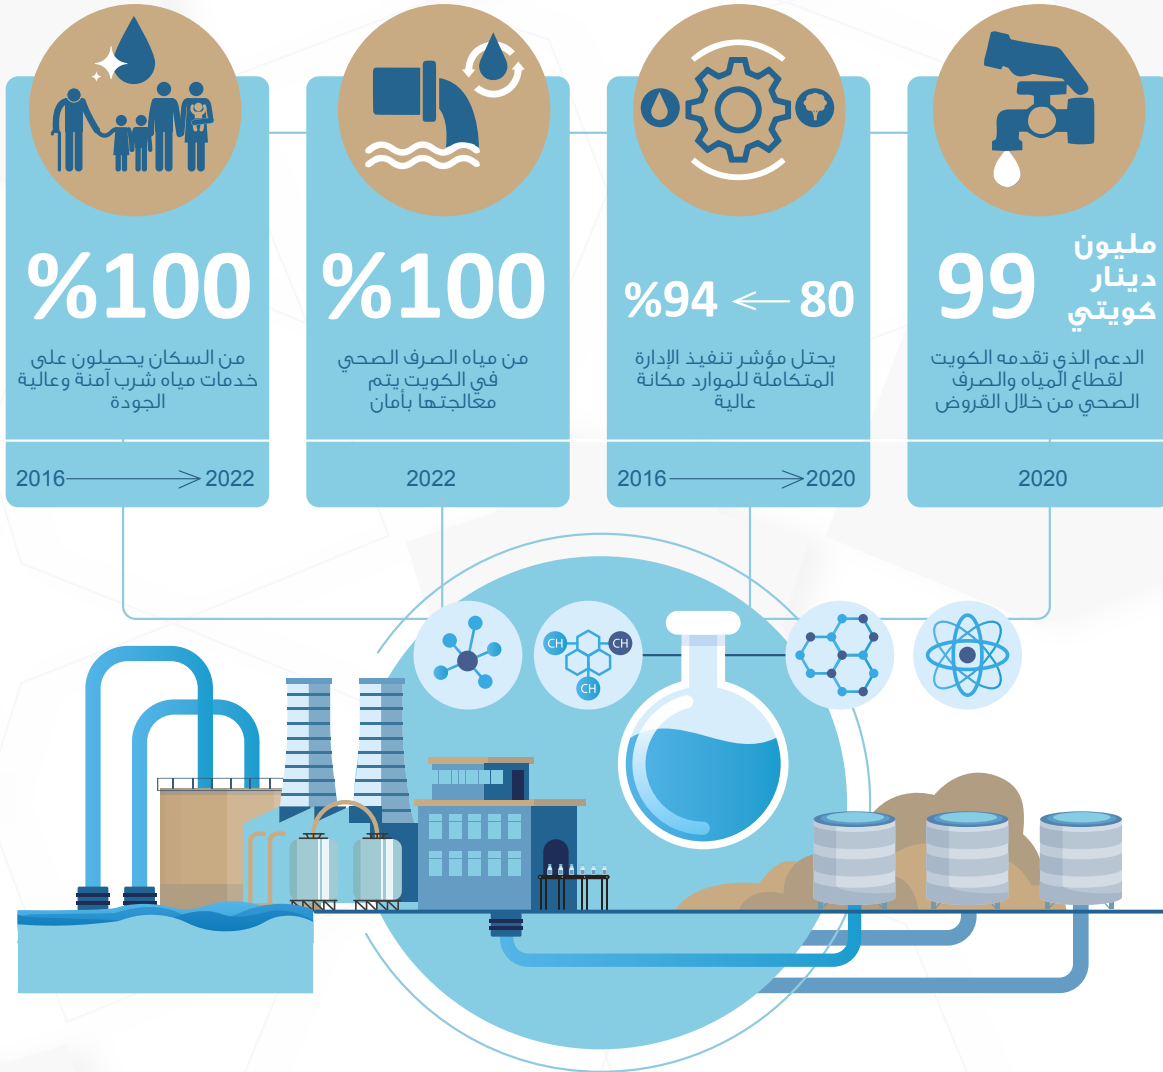 مليون
دينار
كويتي
99
الدعم الذي تقدمه الكويت
لقطاع المياه والصرف
الصحي من خلال القروض
2020
80 ← 94%
يحتل مؤشر تنفيذ الإدارة
المتكاملة للموارد مكانة
عالية
2016 → 2020
%100
من مياه الصرف الصحي
في الكويت يتم
معالجتها بأمان
2022
%100
من السكان يحصلون على
خدمات مياه شرب آمنة وعالية
الجودة
2016 → 2022
CH
CH
CH